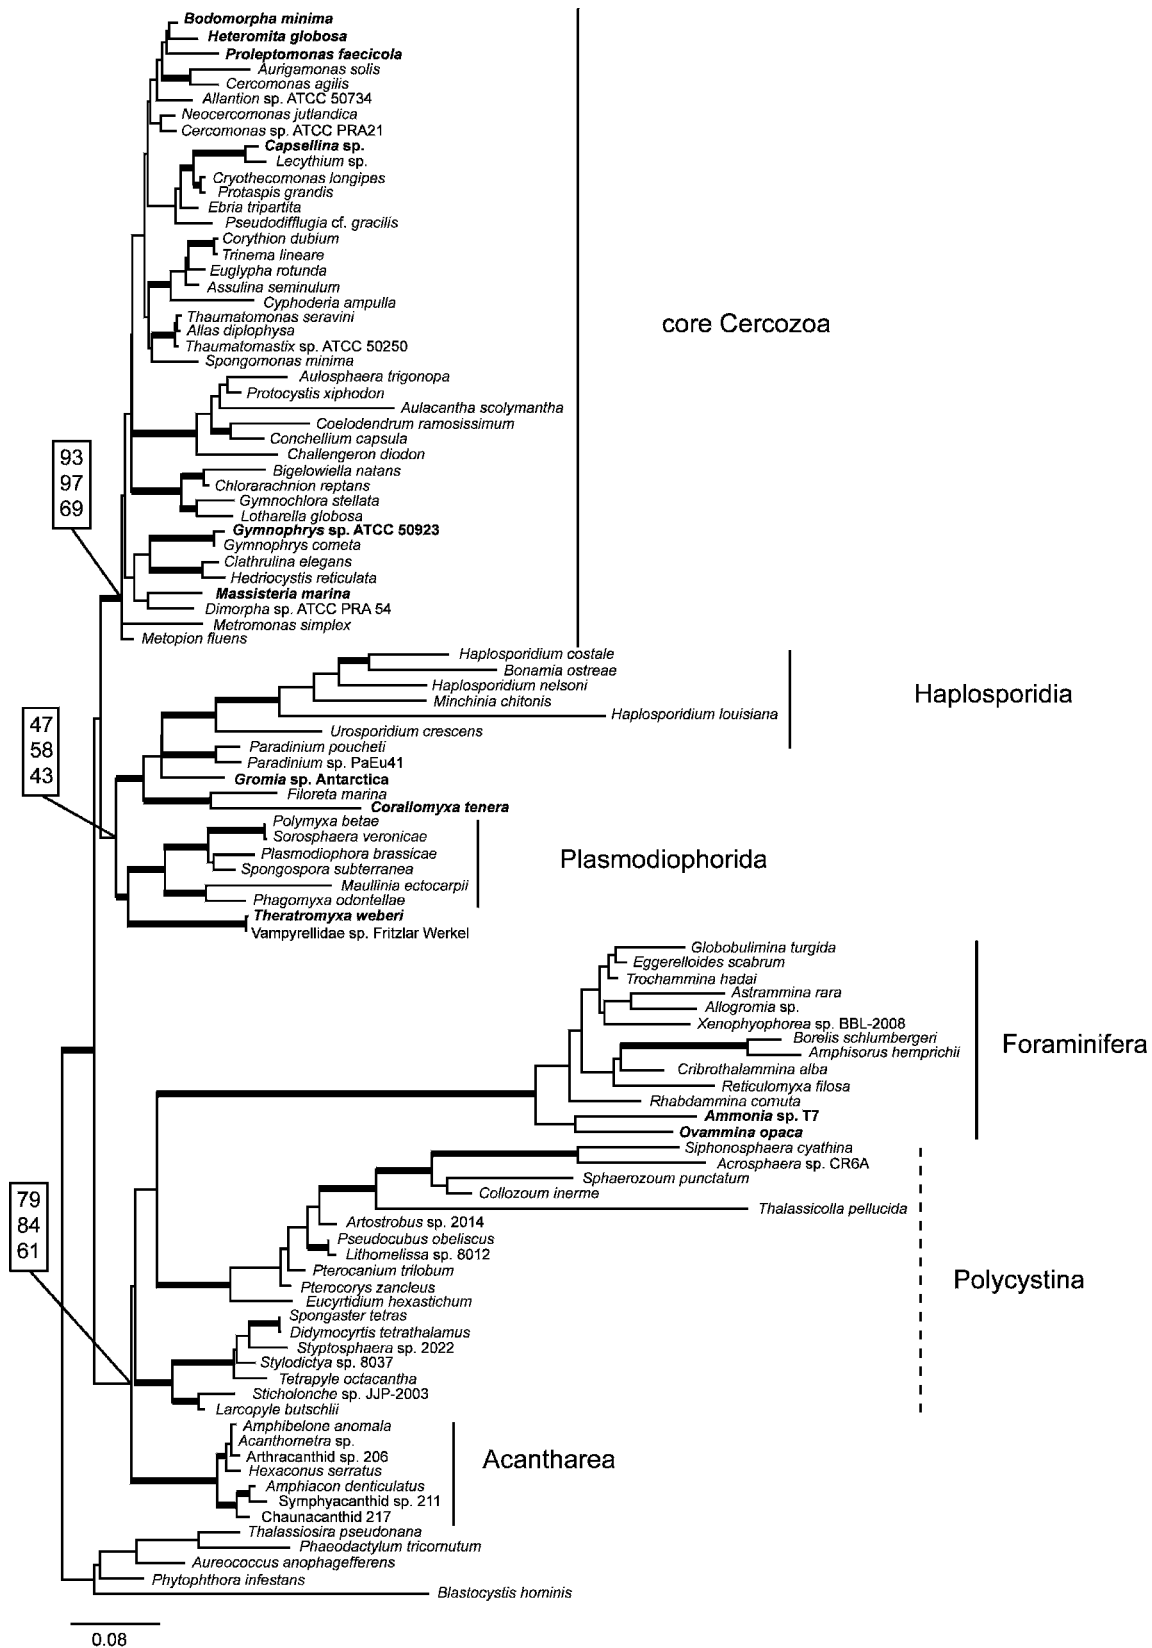 Bodomorpha minima
Heteromita globosa
Proleptomonas faecicola
Aurigamonas solis
Cercomonas agilis
Allantion sp. ATCC 50734
Neocercomonas jutlandica
Cercomonas sp. ATCC PRA21
Capsellina sp.
Lecythium sp.
Cryothecomonas longipes
Protaspis grandis
Ebria tripartita
Pseudodifflugia cf. gracilis
Corythion dubium
Trinema lineare
Euglypha rotunda
Assulina seminulum
Cyphoderia ampulla
Thaumatomonas seravini
Allas diplophysa
core Cercozoa
Thaumatomastix sp. ATCC 50250
Spongomonas minima
Aulosphaera trigonopa
Protocystis xiphodon
Aulacantha scolymantha
Coelodendrum ramosissimum
Conchellium capsula
Challengeron diodon
93
97
69
Bigelowiella natans
Chlorarachnion reptans
Gymnochlora stellata
Lotharella globosa
Gymnophrys sp. ATCC 50923
Gymnophrys cometa
Clathrulina elegans
Hedriocystis reticulata
Massisteria marina
Dimorpha sp. ATCC PRA 54
Metromonas simplex
Metopion fluens
Haplosporidium costale
Bonamia ostreae
Haplosporidium nelsoni
Haplosporidia
Minchinia chitonis
Haplosporidium louisiana
Urosporidium crescens
47
58
43
Paradinium poucheti
Paradinium sp. PaEu41
Gromia sp. Antarctica
Filoreta marina
Corallomyxa tenera
Polymyxa betae
Sorosphaera veronicae
Plasmodiophora brassicae
Plasmodiophorida
Spongospora subterranea
Maullinia ectocarpii
Phagomyxa odontellae
Theratromyxa weberi
Vampyrellidae sp. Fritzlar Werkel
Globobulimina turgida
Eggerelloides scabrum
Trochammina hadai
Astrammina rara
Allogromia sp.
Xenophyophorea sp. BBL-2008
Borelis schlumbergeri
Foraminifera
Amphisorus hemprichii
Cribrothalammina alba
Reticulomyxa filosa
Rhabdammina cornuta
Ammonia sp. T7
Ovammina opaca
Siphonosphaera cyathina
Acrosphaera sp. CR6A
Sphaerozoum punctatum
Collozoum inerme
Thalassicolla pellucida
79
84
61
Artostrobus sp. 2014
Pseudocubus obeliscus
Lithomelissa sp. 8012
Pterocanium trilobum
Polycystina
Pterocorys zancleus
Eucyrtidium hexastichum
Spongaster tetras
Didymocyrtis tetrathalamus
Styptosphaera sp. 2022
Stylodictya sp. 8037
Tetrapyle octacantha
Sticholonche sp. JJP-2003
Larcopyle butschlii
Amphibelone anomala
Acanthometra sp.
Arthracanthid sp. 206
Acantharea
Hexaconus serratus
Amphiacon denticulatus
Symphyacanthid sp. 211
Chaunacanthid 217
Thalassiosira pseudonana
Phaeodactylum tricornutum
Aureococcus anophagefferens
Phytophthora infestans
Blastocystis hominis
0.08